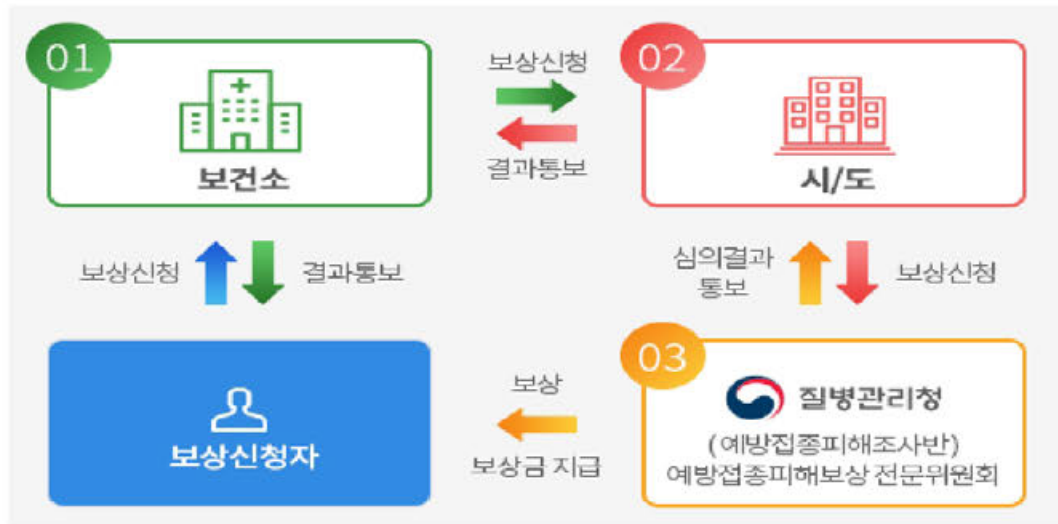 01
보건소
보상신청
결과통보
02
시/도
보상신청
결과통보
심의결과
통보
보상신청
보상신청자
보상
보상금 지급
03
질병관리청
(예방접종피해조사반)
예방접종피해보상 전문위원회